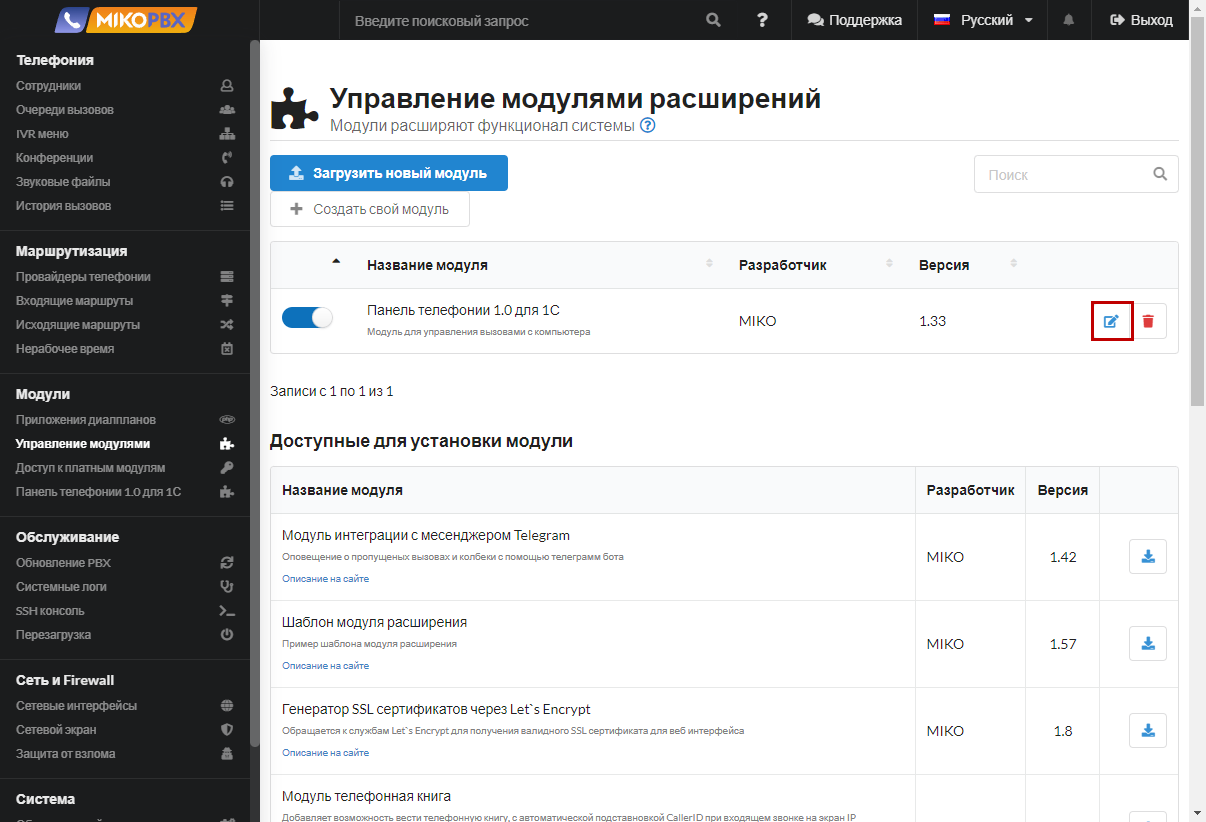 MIKOPBX
Введите поисковый запрос
?
Поддержка
Русский
Выход
Телефония
Сотрудники
Очереди вызовов
IVR меню
Конференции
Звуковые файлы
История вызовов
Маршрутизация
Провайдеры телефонии
Входящие маршруты
Исходящие маршруты
Нерабочее время
Модули
Приложения диалпланов
Управление модулями
Доступ к платным модулям
Панель телефонии 1.0 для 1С
Обслуживание
Обновление PBX
Системные логи
SSH консоль
Перезагрузка
Сеть и Firewall
Сетевые интерфейсы
Сетевой экран
Защита от взлома
Система
Управление модулями расширений
Модули расширяют функционал системы ?
Загрузить новый модуль
Поиск
Создать свой модуль
Название модуля Разработчик Версия
Панель телефонии 1.0 для 1С
Модуль для управления вызовами с компьютера
MIKO 1.33
Записи с 1 по 1 из 1
Доступные для установки модули
Название модуля Разработчик Версия
Модуль интеграции с месенджером Telegram
Оповещение о пропущеных вызовах и колбеки с помощью телеграмм бота
Описание на сайте
MIKO 1.42
Шаблон модуля расширения
Пример шаблона модуля расширения
Описание на сайте
MIKO 1.57
Генератор SSL сертификатов через Let`s Encrypt
Обращается к службам Let`s Encrypt для получения валидного SSL сертификата для веб интерфейса
Описание на сайте
MIKO 1.8
Модуль телефонная книга
Добавляет возможность вести телефонную книгу, с автоматической подстановкой CallerID при входящем звонке на экран IP